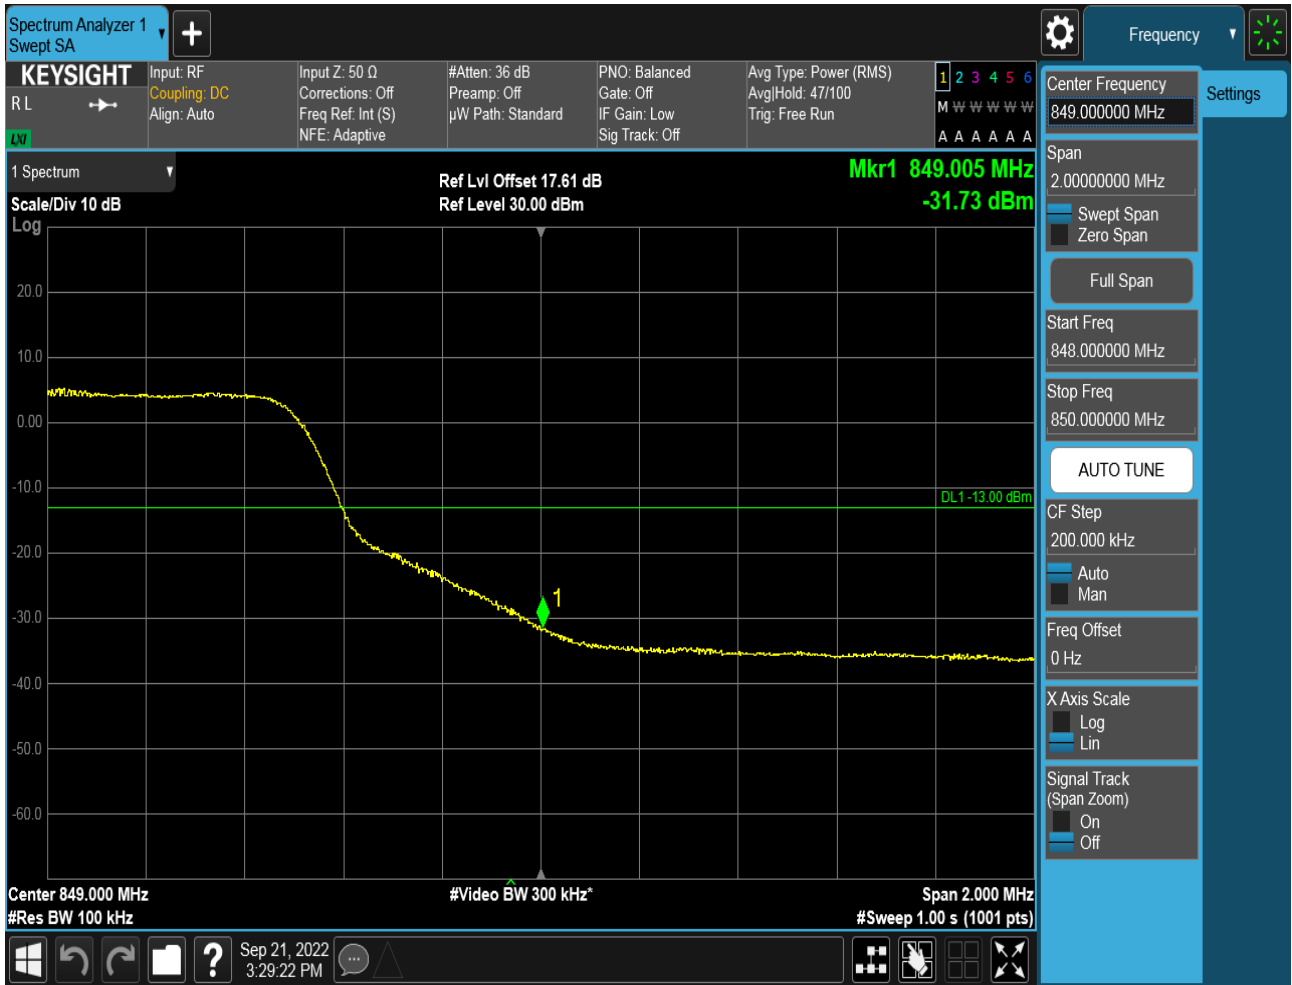 Spectrum Analyzer 1
Swept SA
Frequency
KEYSIGHT
R L
LXI
Input: RF
Coupling: DC
Align: Auto
Input Z: 50 Ω
Corrections: Off
Freq Ref: Int (S)
NFE: Adaptive
#Atten: 36 dB
Preamp: Off
µW Path: Standard
PNO: Balanced
Gate: Off
IF Gain: Low
Sig Track: Off
Avg Type: Power (RMS)
Avg|Hold: 47/100
Trig: Free Run
1 2 3 4 5 6
M W W W W W
A A A A A A
1 Spectrum
Scale/Div 10 dB
Log
Ref Lvl Offset 17.61 dB
Ref Level 30.00 dBm
Mkr1 849.005 MHz
-31.73 dBm
20.0
10.0
0.00
-10.0
-20.0
-30.0
-40.0
-50.0
-60.0
DL1 -13.00 dBm
1
Center 849.000 MHz
#Res BW 100 kHz
#Video BW 300 kHz*
Span 2.000 MHz
#Sweep 1.00 s (1001 pts)
Sep 21, 2022
3:29:22 PM
Center Frequency
849.000000 MHz
Settings
Span
2.00000000 MHz
Swept Span
Zero Span
Full Span
Start Freq
848.000000 MHz
Stop Freq
850.000000 MHz
AUTO TUNE
CF Step
200.000 kHz
Auto
Man
Freq Offset
0 Hz
X Axis Scale
Log
Lin
Signal Track
(Span Zoom)
On
Off